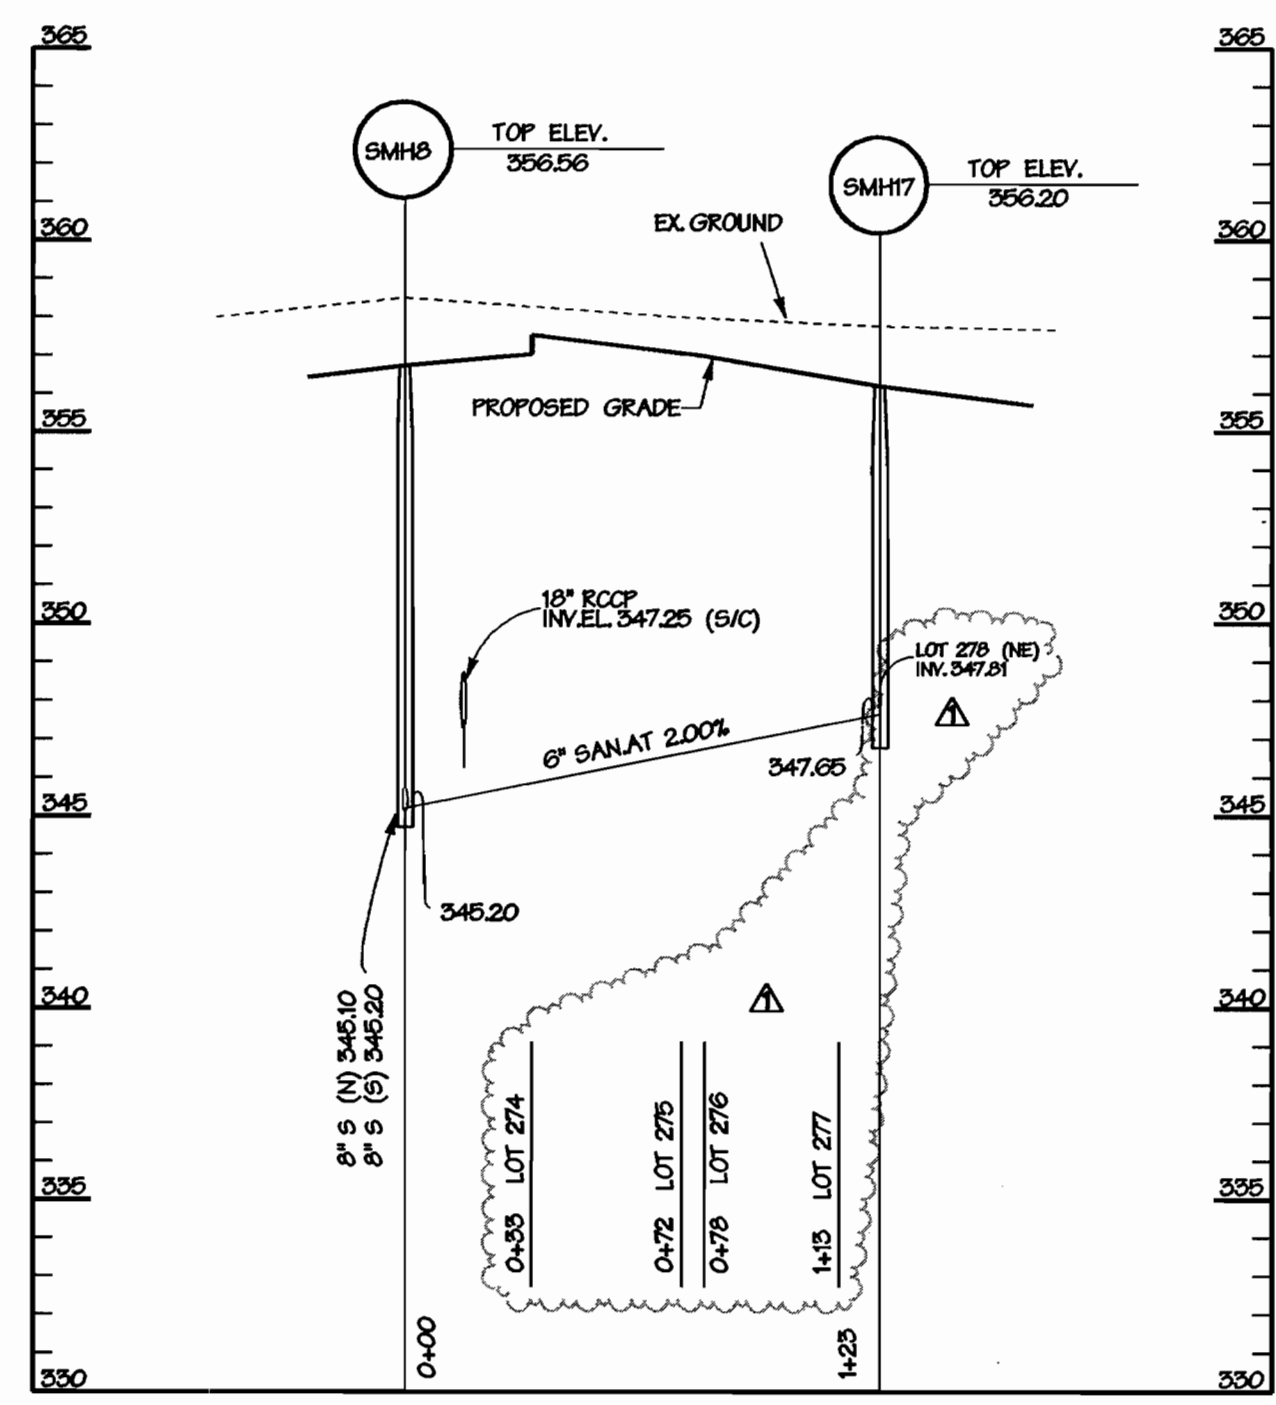 365
365
SMH8
TOP ELEV.
356.56
SMH17
TOP ELEV.
356.20
EX. GROUND
360
360
PROPOSED GRADE
355
355
18" RCCP
INV.EL. 347.25 (S/C)
350
350
LOT 278 (NE)
INV. 347.81
1
6" SAN.AT 2.00%
347.65
345
345
345.20
340
340
8" S (N) 345.10
8" S (S) 345.20
1
0+33 LOT 274
0+72 LOT 275
0+78 LOT 276
1+13 LOT 277
335
335
0+00
1+23
330
330